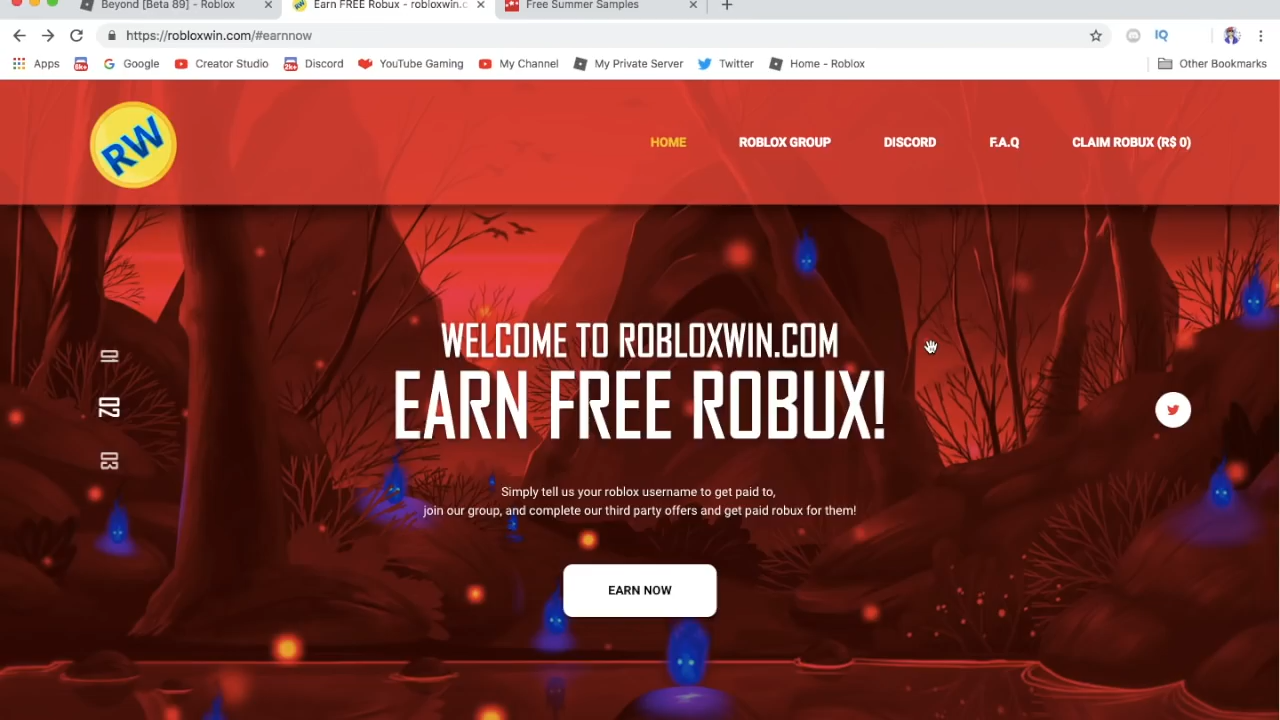 Beyond [Beta 89] - Roblox
Earn FREE Robux - robloxwin.c
Free Summer Samples
https://robloxwin.com/#earnnow
IQ
Apps
6k+
Google
Creator Studio
2k+
Discord
YouTube Gaming
My Channel
My Private Server
Twitter
Home - Roblox
Other Bookmarks
RW
HOME
ROBLOX GROUP
DISCORD
F.A.Q
CLAIM ROBUX (R$ 0)
WELCOME TO ROBLOXWIN.COM
EARN FREE ROBUX!
01
02
03
Simply tell us your roblox username to get paid to,
join our group, and complete our third party offers and get paid robux for them!
EARN NOW